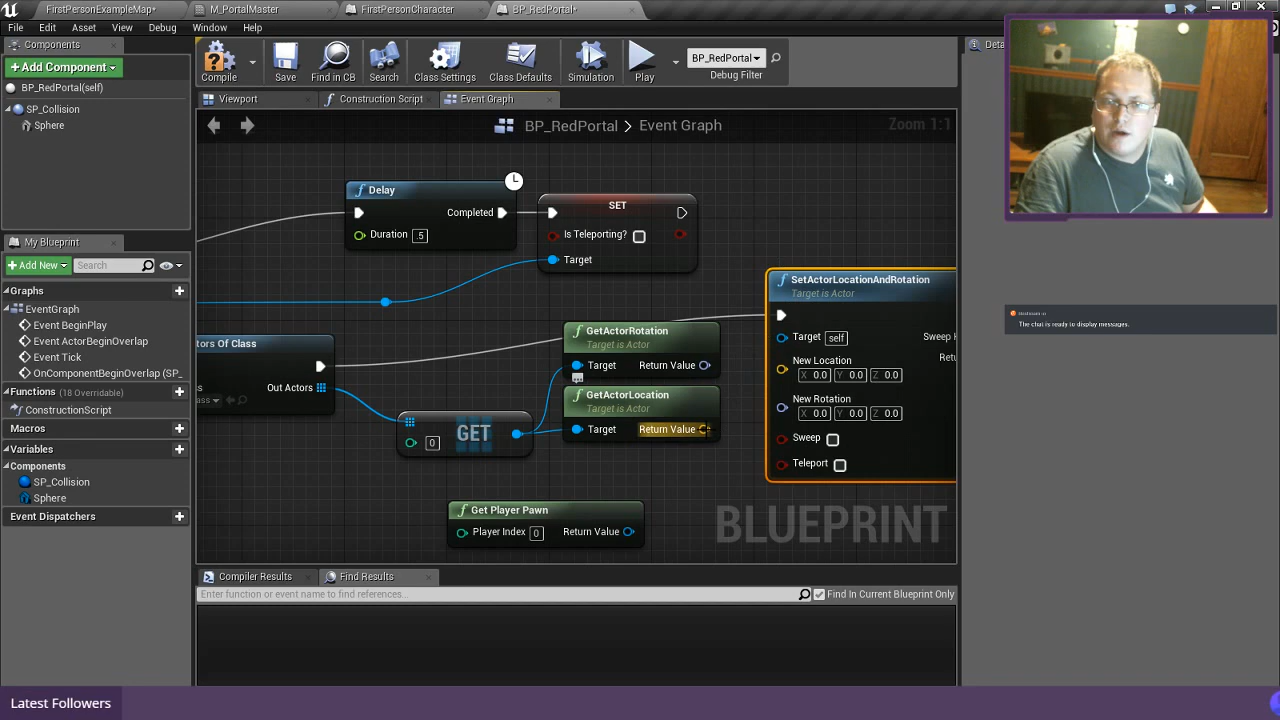 FirstPersonExampleMap*
M_PortalMaster
FirstPersonCharacter
BP_RedPortal*
File Edit Asset View Debug Window Help
Components
Add Component
BP_RedPortal(self)
SP_Collision
Sphere
My Blueprint
Add New
Search
Graphs
EventGraph
Event BeginPlay
Event ActorBeginOverlap
Event Tick
OnComponentBeginOverlap (SP_
Functions (18 Overridable)
ConstructionScript
Macros
Variables
Components
SP_Collision
Sphere
Event Dispatchers
Compile
Save
Find in CB
Search
Class Settings
Class Defaults
Simulation
Play
BP_RedPortal
Debug Filter
Viewport
Construction Script
Event Graph
BP_RedPortal > Event Graph
Zoom 1:1
Delay
Completed
Duration .5
SET
Is Teleporting?
Target
tors Of Class
Out Actors
GET
0
GetActorRotation
Target is Actor
Target Return Value
GetActorLocation
Target is Actor
Target Return Value
Get Player Pawn
Player Index 0 Return Value
SetActorLocationAndRotation
Target is Actor
Target self
Sweep H
New Location
X 0.0 Y 0.0 Z 0.0
New Rotation
X 0.0 Y 0.0 Z 0.0
Sweep
Teleport
BLUEPRINT
Compiler Results
Find Results
Enter function or event name to find references...
Find In Current Blueprint Only
Deta
The chat is ready to display messages.
Latest Followers